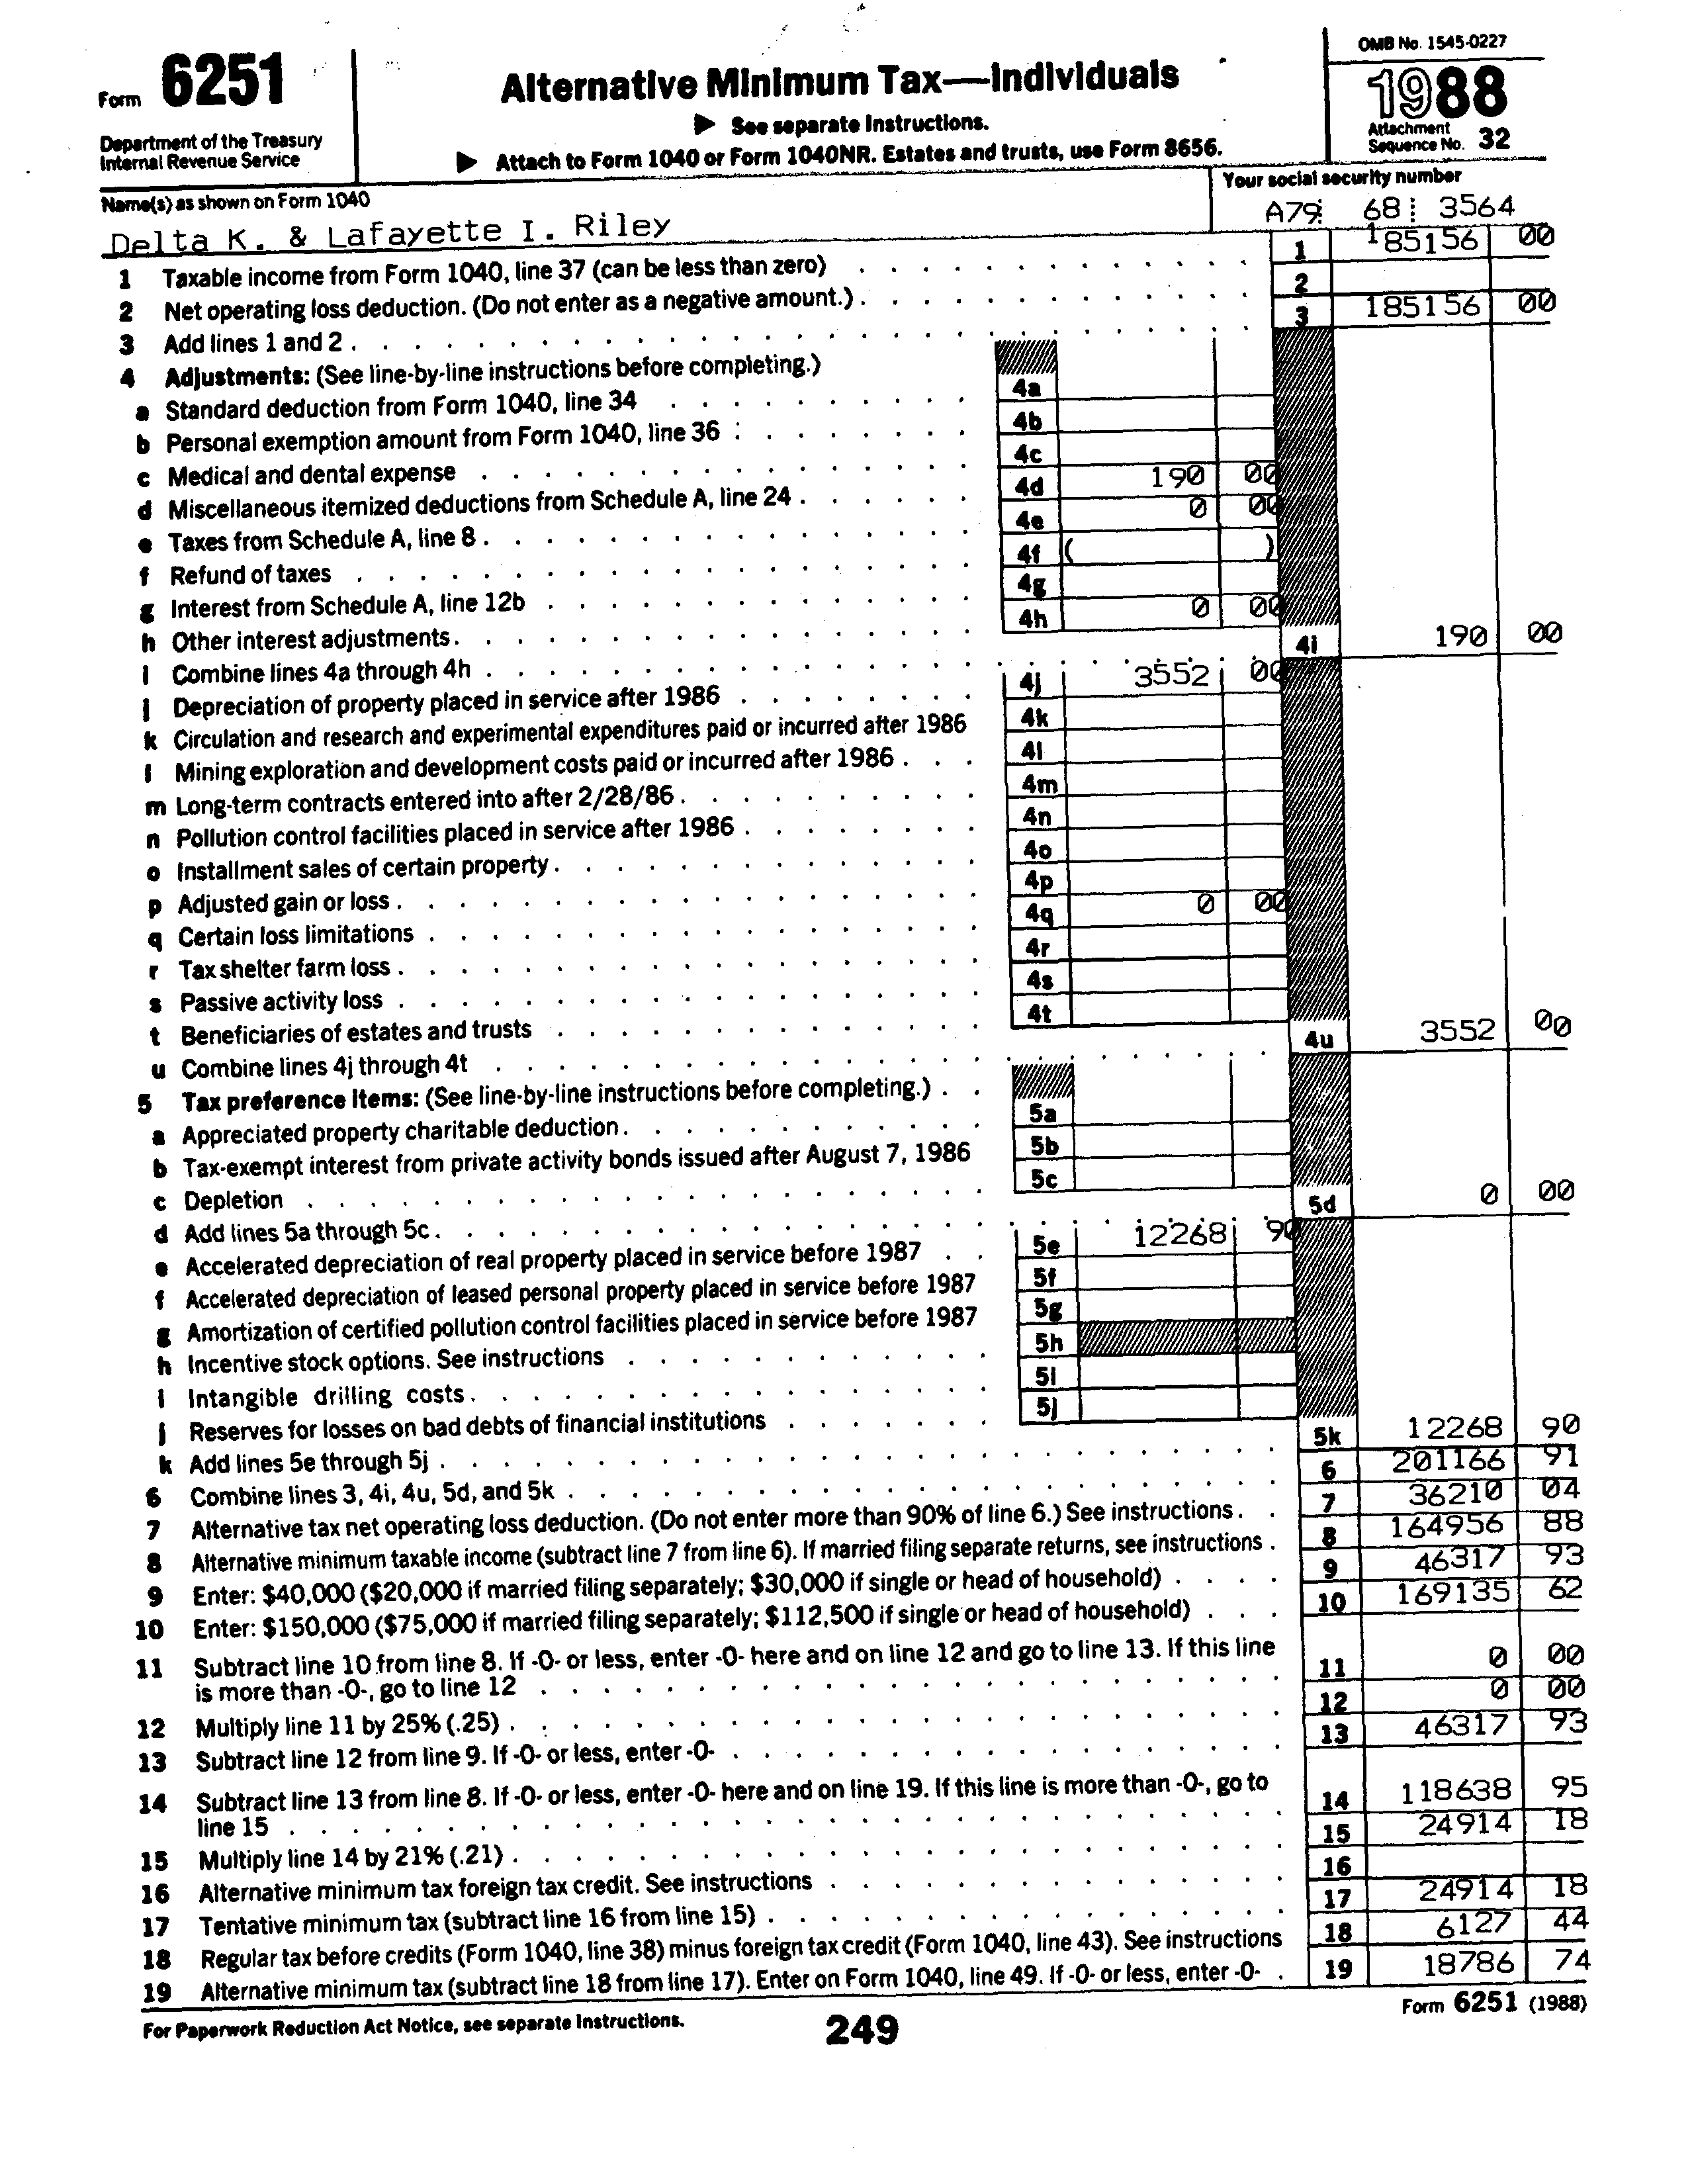 Form 6251
Department of the Treasury
Internal Revenue Service
Alternative Minimum Tax—Individuals
▶ See separate Instructions.
▶ Attach to Form 1040 or Form 1040NR. Estates and trusts, use Form 8656.
OMB No. 1545-0227
1988
Attachment
Sequence No. 32
Name(s) as shown on Form 1040
Delta K. & Lafayette I. Riley
Your social security number
A79 68 3564
1 Taxable income from Form 1040, line 37 (can be less than zero) 1 185156 00
2 Net operating loss deduction. (Do not enter as a negative amount.) 2
3 Add lines 1 and 2 3 185156 00
4 Adjustments: (See line-by-line instructions before completing.)
a Standard deduction from Form 1040, line 34 4a
b Personal exemption amount from Form 1040, line 36 4b
c Medical and dental expense 4c
d Miscellaneous itemized deductions from Schedule A, line 24 4d 190 00
e Taxes from Schedule A, line 8 4e 0 00
f Refund of taxes 4f ( )
g Interest from Schedule A, line 12b 4g
h Other interest adjustments 4h 0 00
i Combine lines 4a through 4h 4i 190 00
j Depreciation of property placed in service after 1986 4j 3552 00
k Circulation and research and experimental expenditures paid or incurred after 1986 4k
l Mining exploration and development costs paid or incurred after 1986 4l
m Long-term contracts entered into after 2/28/86 4m
n Pollution control facilities placed in service after 1986 4n
o Installment sales of certain property 4o
p Adjusted gain or loss 4p
q Certain loss limitations 4q 0 00
r Tax shelter farm loss 4r
s Passive activity loss 4s
t Beneficiaries of estates and trusts 4t
u Combine lines 4j through 4t 4u 3552 00
5 Tax preference items: (See line-by-line instructions before completing.)
a Appreciated property charitable deduction 5a
b Tax-exempt interest from private activity bonds issued after August 7, 1986 5b
c Depletion 5c
d Add lines 5a through 5c 5d 0 00
e Accelerated depreciation of real property placed in service before 1987 5e 12268 90
f Accelerated depreciation of leased personal property placed in service before 1987 5f
g Amortization of certified pollution control facilities placed in service before 1987 5g
h Incentive stock options. See instructions 5h
i Intangible drilling costs 5i
j Reserves for losses on bad debts of financial institutions 5j
k Add lines 5e through 5j 5k 12268 90
6 Combine lines 3, 4i, 4u, 5d, and 5k 6 201166 91
7 Alternative tax net operating loss deduction. (Do not enter more than 90% of line 6.) See instructions 7 36210 04
8 Alternative minimum taxable income (subtract line 7 from line 6). If married filing separate returns, see instructions 8 164956 88
9 Enter: $40,000 ($20,000 if married filing separately; $30,000 if single or head of household) 9 46317 93
10 Enter: $150,000 ($75,000 if married filing separately; $112,500 if single or head of household) 10 169135 62
11 Subtract line 10 from line 8. If -0- or less, enter -0- here and on line 12 and go to line 13. If this line
is more than -0-, go to line 12 11 0 00
12 Multiply line 11 by 25% (.25) 12 0 00
13 Subtract line 12 from line 9. If -0- or less, enter -0- 13 46317 93
14 Subtract line 13 from line 8. If -0- or less, enter -0- here and on line 19. If this line is more than -0-, go to
line 15 14 118638 95
15 Multiply line 14 by 21% (.21) 15 24914 18
16 Alternative minimum tax foreign tax credit. See instructions 16
17 Tentative minimum tax (subtract line 16 from line 15) 17 24914 18
18 Regular tax before credits (Form 1040, line 38) minus foreign tax credit (Form 1040, line 43). See instructions 18 6127 44
19 Alternative minimum tax (subtract line 18 from line 17). Enter on Form 1040, line 49. If -0- or less, enter -0- 19 18786 74
For Paperwork Reduction Act Notice, see separate Instructions.
249
Form 6251 (1988)